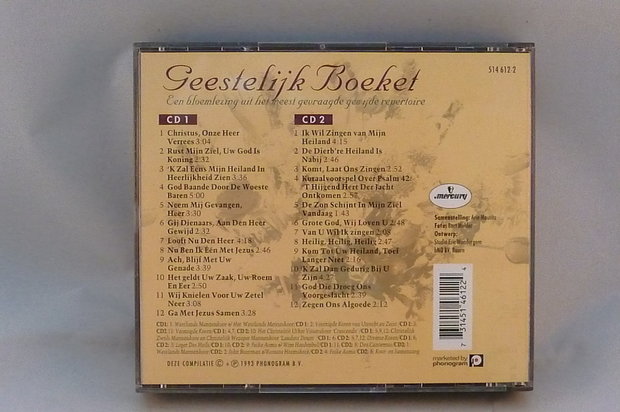 Geestelijk Boeket
514 612 2
Een bloemlezing uit het meest gevraagde gewijde repertoire
CD 1
1 Christus, Onze Heer
Verrees 3:04
2 Rust Mijn Ziel, Uw God Is
Koning 2:32
3 'K Zal Eens Mijn Heiland In
Heerlijkheid Zien 3:36
4 God Baande Door De Woeste
Baren 5:00
5 Neem Mij Gevangen,
Heer 3:30
6 Gij Dienaars, Aan Den Heer
Gewijd 2:32
7 Looft Nu Den Heer 4:18
8 Nu Ben Ik Een Met Jezus 2:46
9 Ach, Blijf Met Uw
Genade 3:39
10 Het geldt Uw Zaak, Uw Roem
En Eer 2:50
11 Wij Knielen Voor Uw Zetel
Neer 3:08
12 Ga Met Jezus Samen 3:28
CD 2
1 Ik Wil Zingen van Mijn
Heiland 4:15
2 De Dierb're Heiland Is
Nabij 2:46
3 Komt, Laat Ons Zingen 2:52
4 Koraalvoorspel Over Psalm 42
'T Hijgend Hert Der Jacht
Ontkomen 2:57
5 De Zon Schijnt In Mijn Ziel
Vandaag 1:43
6 Grote God, Wij Loven U 2:48
7 Van U Wil Ik zingen 2:08
8 Heilig, Heilig, Heilig 2:47
9 Kom Tot Uw Heiland, Toef
Langer Niet 2:16
10 'K Zal Dan Gedurig Bij U
Zijn
11 God Die Droeg Ons
Voorgeslacht 2:39
12 Zegen Ons Algoede 2:12
mercury
Samenstelling:
Foto:
Ontwerp:
7 31451 46122 4
marketed by
phonogram
DEZE COMPILATIE © + ℗ 1992 PHONOGRAM B.V.